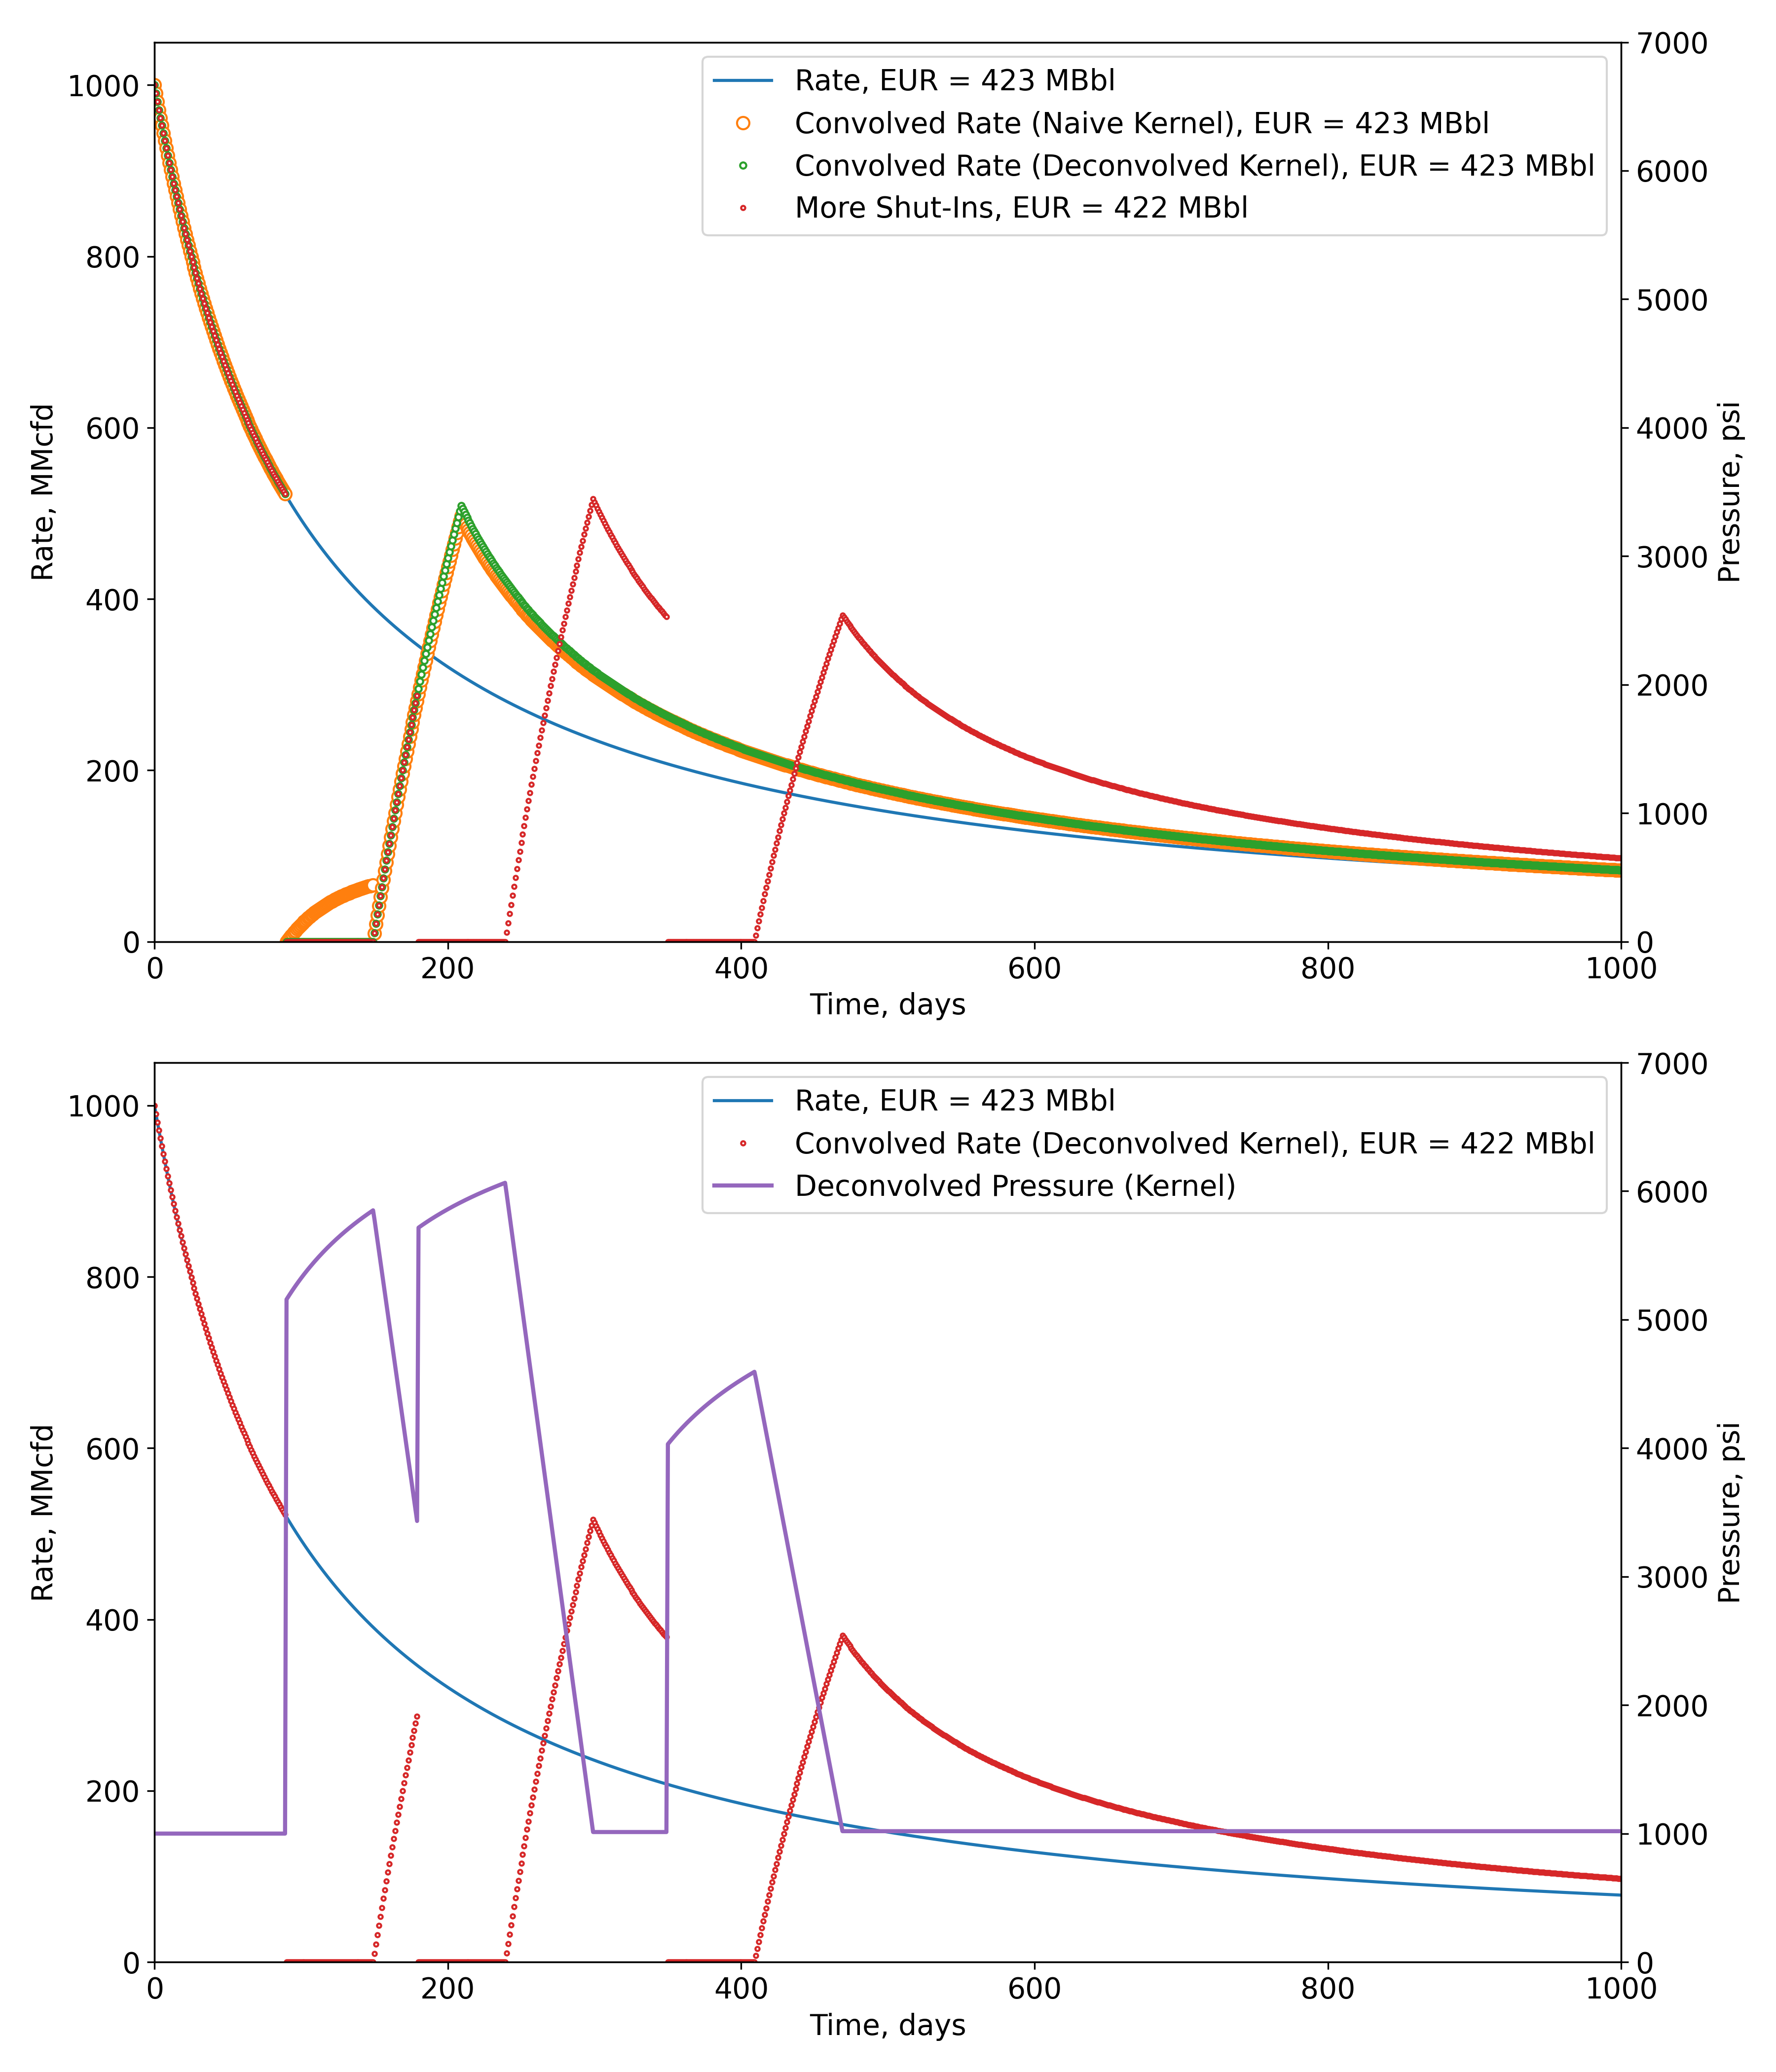 Rate, EUR = 423 MBbl
Convolved Rate (Naive Kernel), EUR = 423 MBbl
Convolved Rate (Deconvolved Kernel), EUR = 423 MBbl
More Shut-Ins, EUR = 422 MBbl
Rate, MMcfd
1000
800
600
400
200
0
7000
6000
5000
4000
3000
2000
1000
0
Pressure, psi
0 200 400 600 800 1000
Time, days
Rate, EUR = 423 MBbl
Convolved Rate (Deconvolved Kernel), EUR = 422 MBbl
Deconvolved Pressure (Kernel)
Rate, MMcfd
1000
800
600
400
200
0
7000
6000
5000
4000
3000
2000
1000
0
Pressure, psi
0 200 400 600 800 1000
Time, days